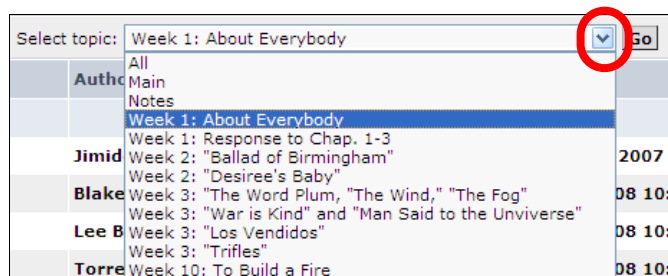 Select topic: Week 1: About Everybody Go
All
Autho Main
Notes
Week 1: About Everybody
Week 1: Response to Chap. 1-3
Jimid Week 2: "Ballad of Birmingham" 2007
Week 2: "Desiree's Baby"
Blake Week 3: "The Word Plum, "The Wind," "The Fog" 08 10:
Week 3: "War is Kind" and "Man Said to the Unviverse"
Lee B Week 3: "Los Vendidos" 08 10:
Week 3: "Trifles"
Torre Week 10: To Build a Fire 08 10: